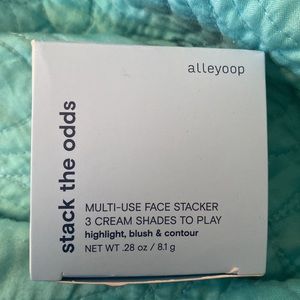 alleyoop
stack the odds
MULTI-USE FACE STACKER
3 CREAM SHADES TO PLAY
highlight, blush & contour
NET WT .28 oz / 8.1 g